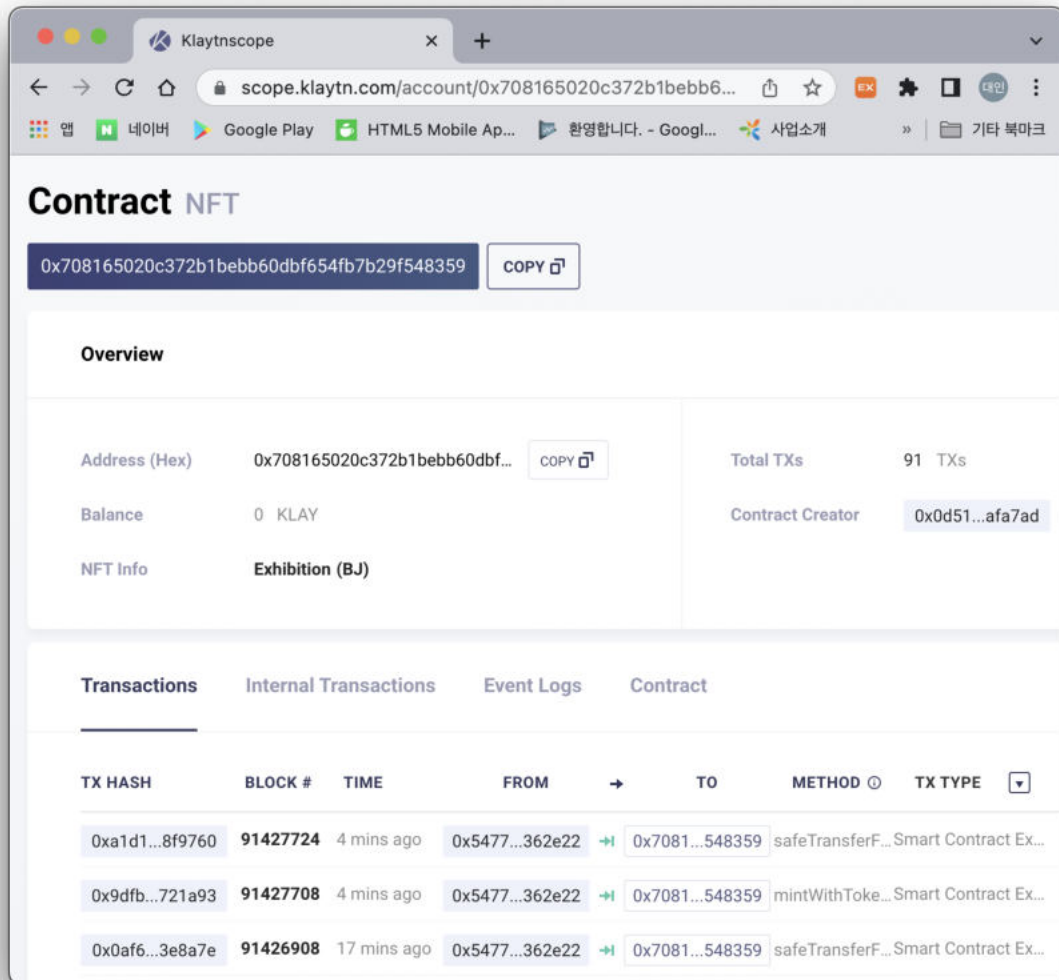 Klaytnscope
scope.klaytn.com/account/0x708165020c372b1bebb6... EX 대인
앱 네이버 Google Play HTML5 Mobile Ap... 환영합니다. - Googl... 사업소개 » 기타 북마크
Contract NFT
0x708165020c372b1bebb60dbf654fb7b29f548359 COPY
Overview
Address (Hex) 0x708165020c372b1bebb60dbf... COPY Total TXs 91 TXs
Balance 0 KLAY Contract Creator 0x0d51...afa7ad
NFT Info Exhibition (BJ)
Transactions Internal Transactions Event Logs Contract
TX HASH BLOCK # TIME FROM TO METHOD TX TYPE
0xa1d1...8f9760 91427724 4 mins ago 0x5477...362e22 0x7081...548359 safeTransferF... Smart Contract Ex...
0x9dfb...721a93 91427708 4 mins ago 0x5477...362e22 0x7081...548359 mintWithToke... Smart Contract Ex...
0x0af6...3e8a7e 91426908 17 mins ago 0x5477...362e22 0x7081...548359 safeTransferF... Smart Contract Ex...